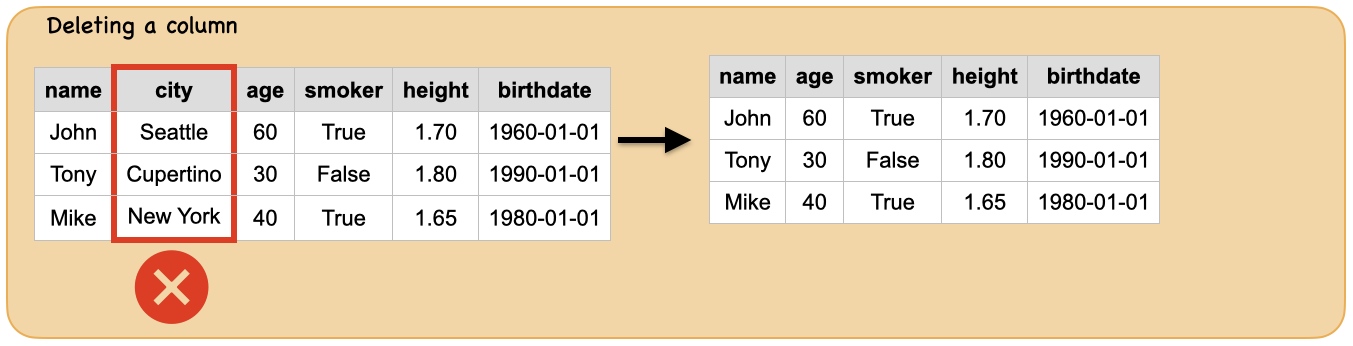 Deleting a column
name city age smoker height birthdate
John Seattle 60 True 1.70 1960-01-01
Tony Cupertino 30 False 1.80 1990-01-01
Mike New York 40 True 1.65 1980-01-01
name age smoker height birthdate
John 60 True 1.70 1960-01-01
Tony 30 False 1.80 1990-01-01
Mike 40 True 1.65 1980-01-01